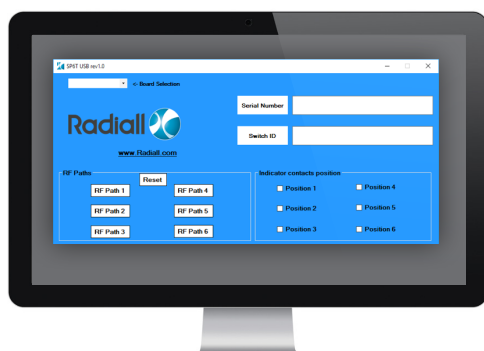 SP6T USB rev1.0
<- Board Selection
Radiall
www.Radiall.com
Serial Number
Switch ID
RF Paths
Reset
RF Path 1
RF Path 4
RF Path 2
RF Path 5
RF Path 3
RF Path 6
Indicator contacts position
Position 1
Position 4
Position 2
Position 5
Position 3
Position 6